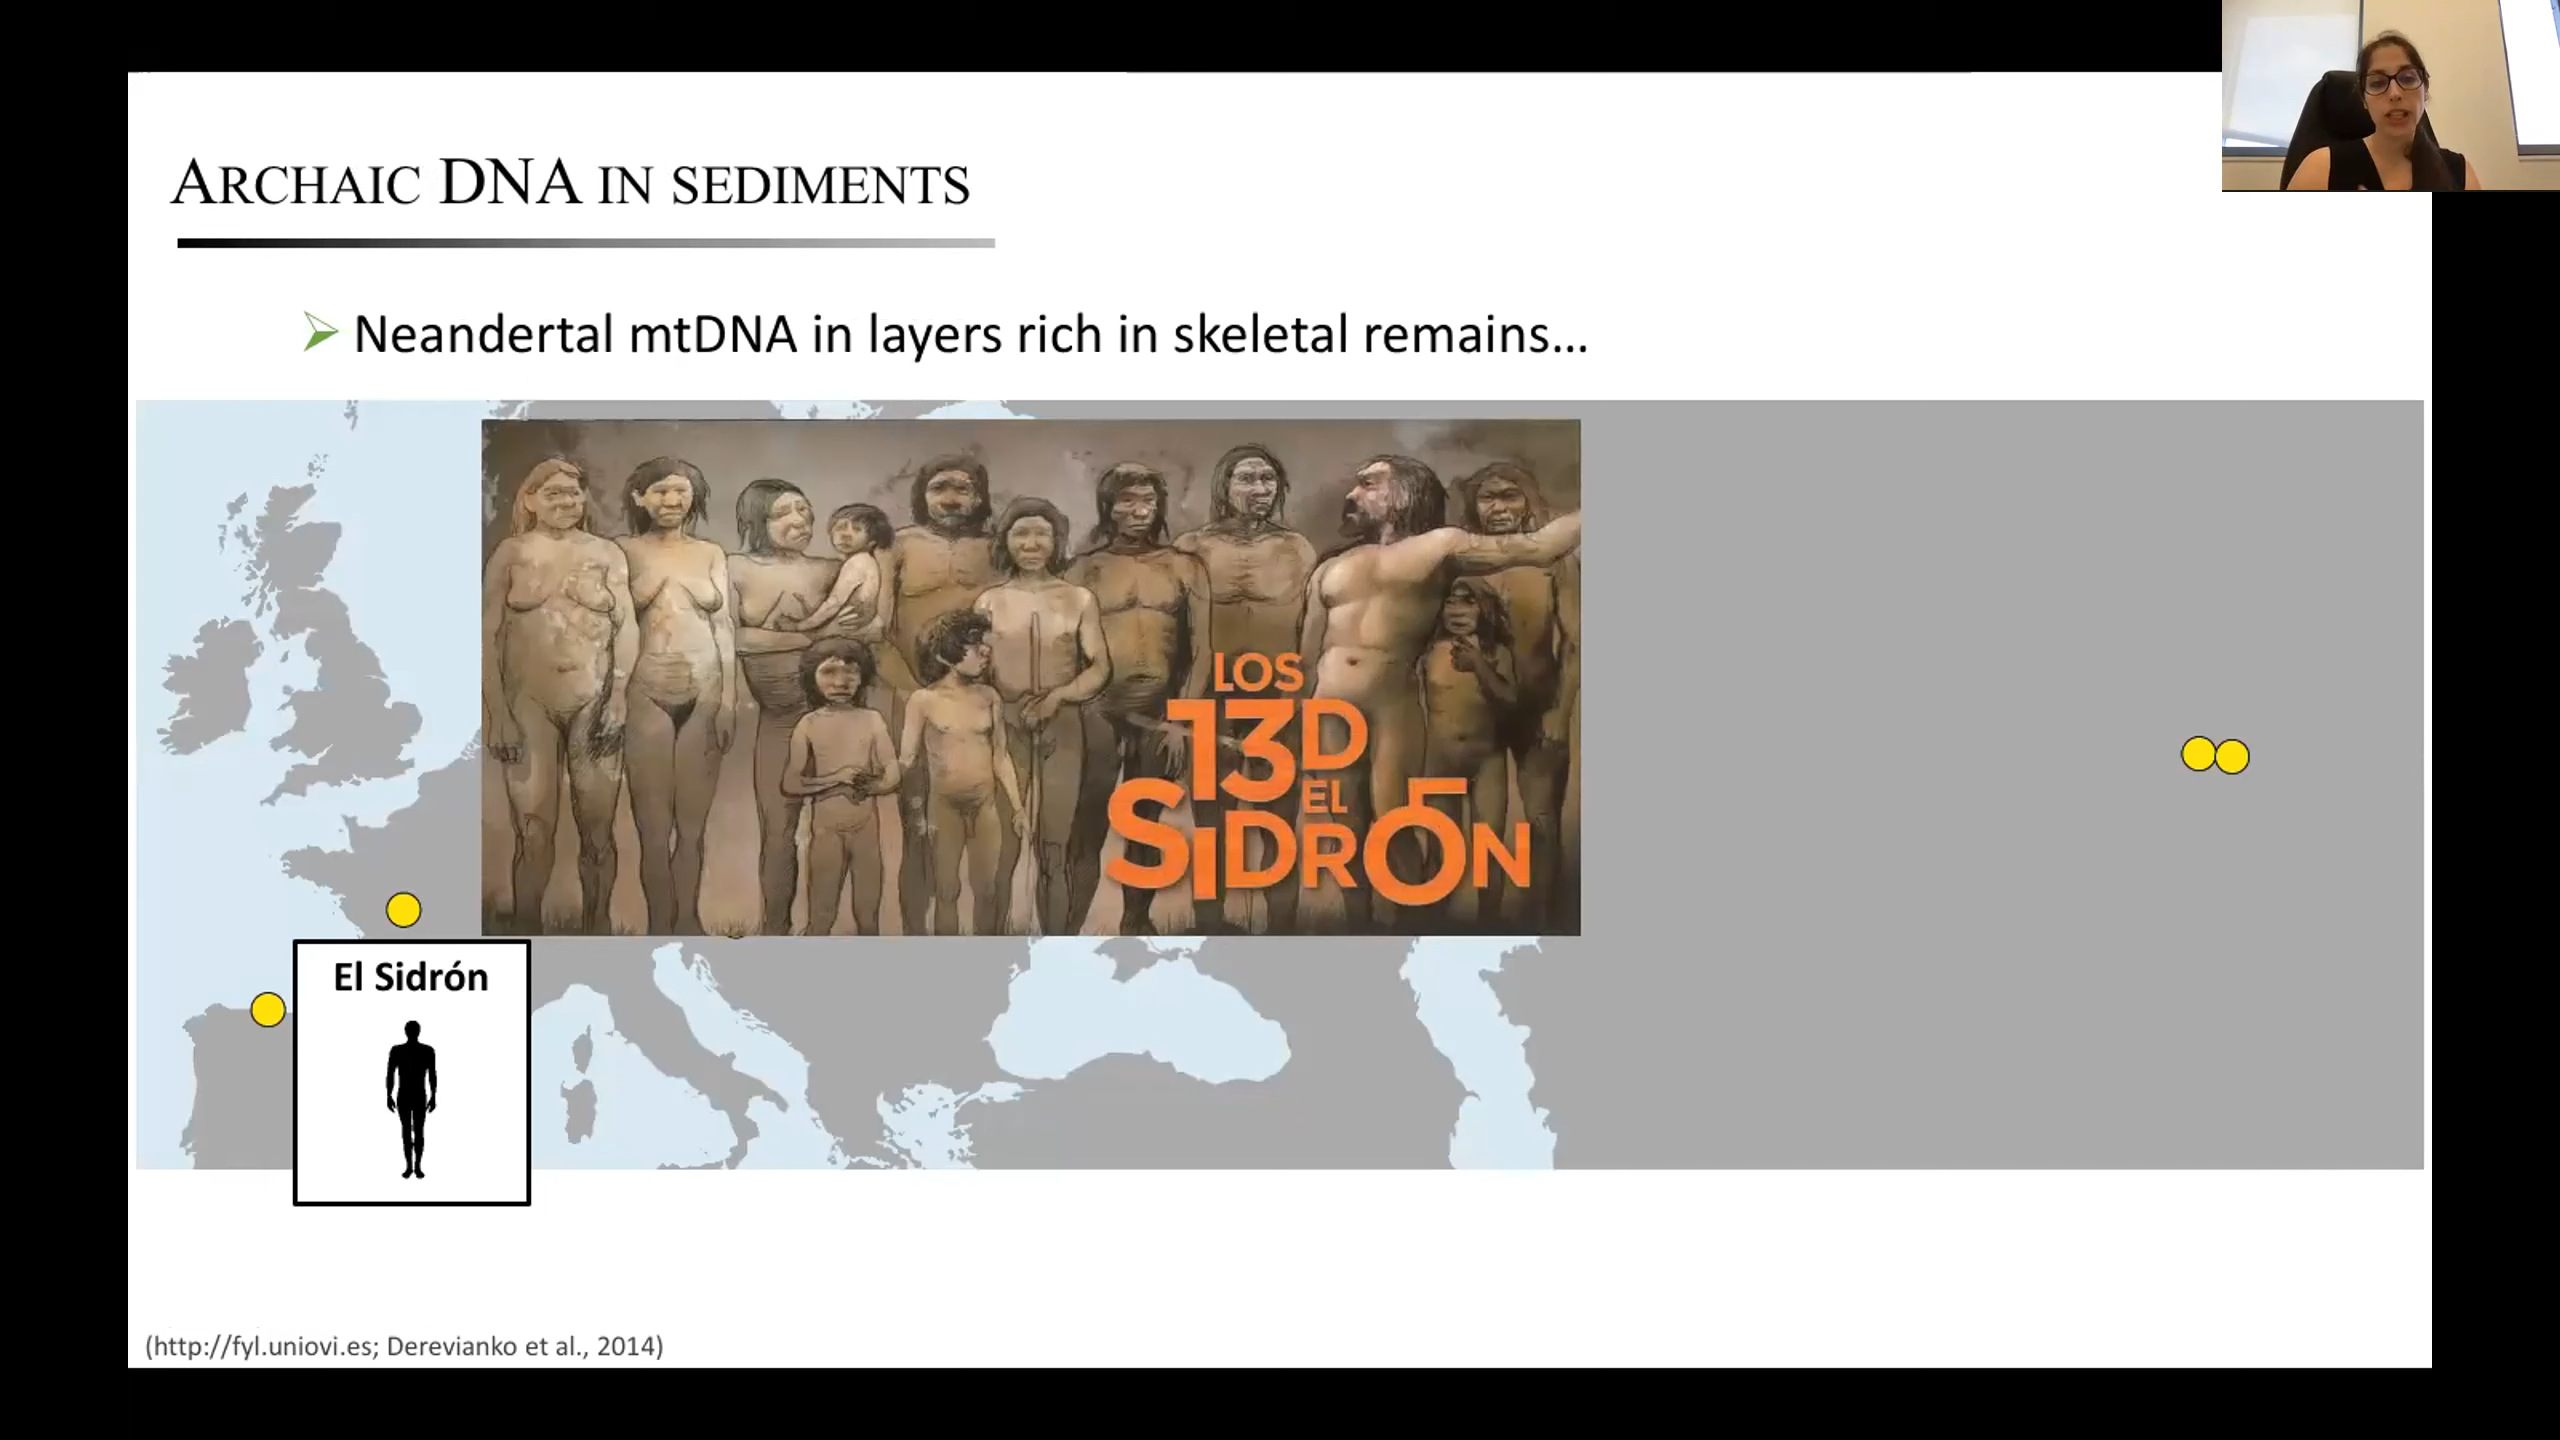 ARCHAIC DNA IN SEDIMENTS
Neandertal mtDNA in layers rich in skeletal remains...
LOS
13D
EL
SIDRÓN
El Sidrón
(http://fyl.uniovi.es; Derevianko et al., 2014)